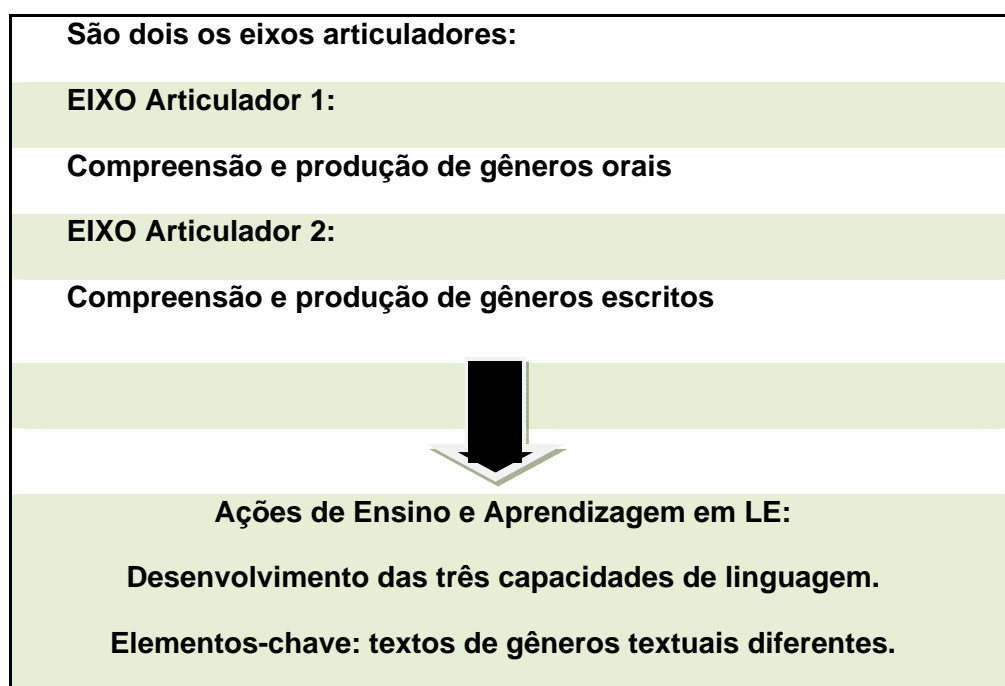 São dois os eixos articuladores:
EIXO Articulador 1:
Compreensão e produção de gêneros orais
EIXO Articulador 2:
Compreensão e produção de gêneros escritos
Ações de Ensino e Aprendizagem em LE:
Desenvolvimento das três capacidades de linguagem.
Elementos-chave: textos de gêneros textuais diferentes.